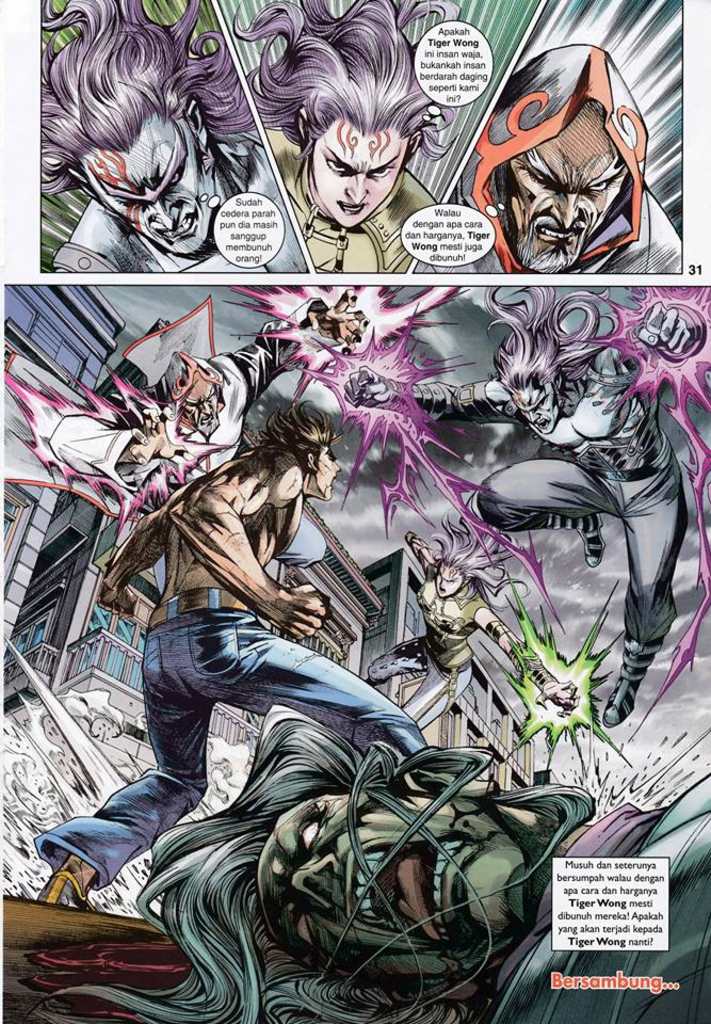 Apakah
Tiger Wong
ini insan waja,
bukankah insan
berdarah daging
seperti kami
ini?
Sudah
cedera parah
pun dia masih
sanggup
membunuh
orang!
Walau
dengan apa cara
dan harganya, Tiger
Wong mesti juga
dibunuh!
31
Musuh dan seterunya
bersumpah walau dengan
apa cara dan harganya
Tiger Wong mesti
dibunuh mereka! Apakah
yang akan terjadi kepada
Tiger Wong nanti?
Bersambung...